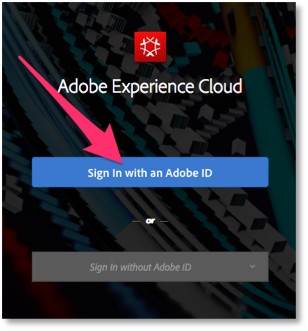 Adobe Experience Cloud
Sign In with an Adobe ID
or
Sign In without Adobe ID